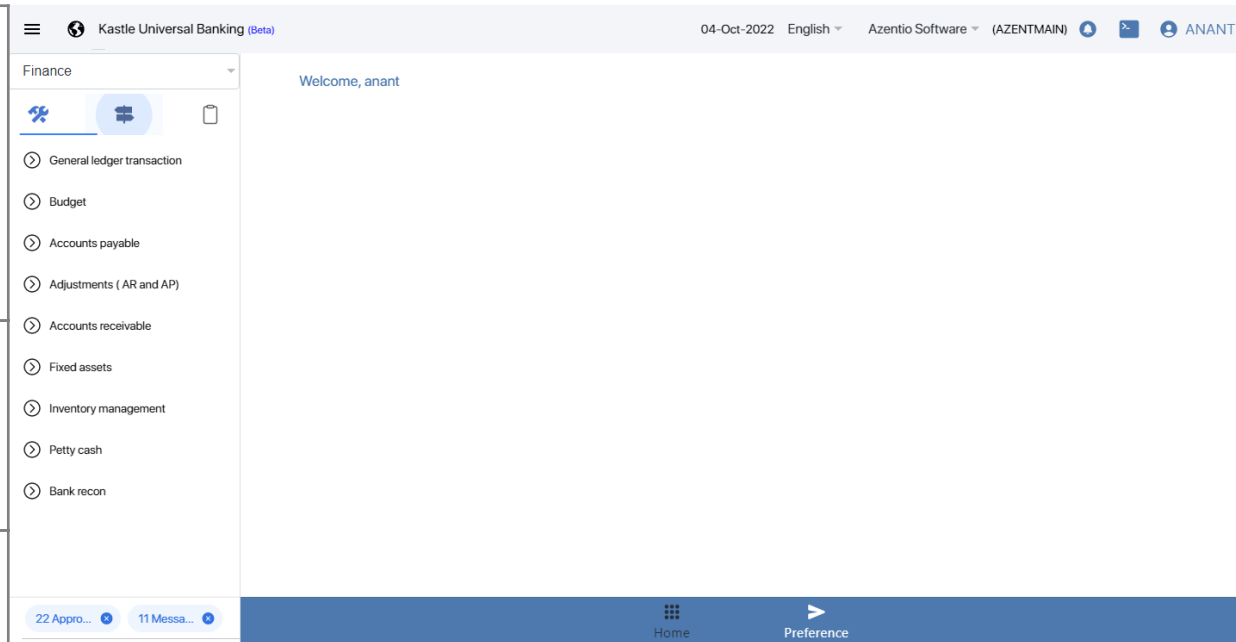 Kastle Universal Banking (Beta)
04-Oct-2022 English Azentio Software (AZENTMAIN) ANANT
Finance
Welcome, anant
General ledger transaction
Budget
Accounts payable
Adjustments ( AR and AP)
Accounts receivable
Fixed assets
Inventory management
Petty cash
Bank recon
22 Appro... 11 Messa...
Home
Preference